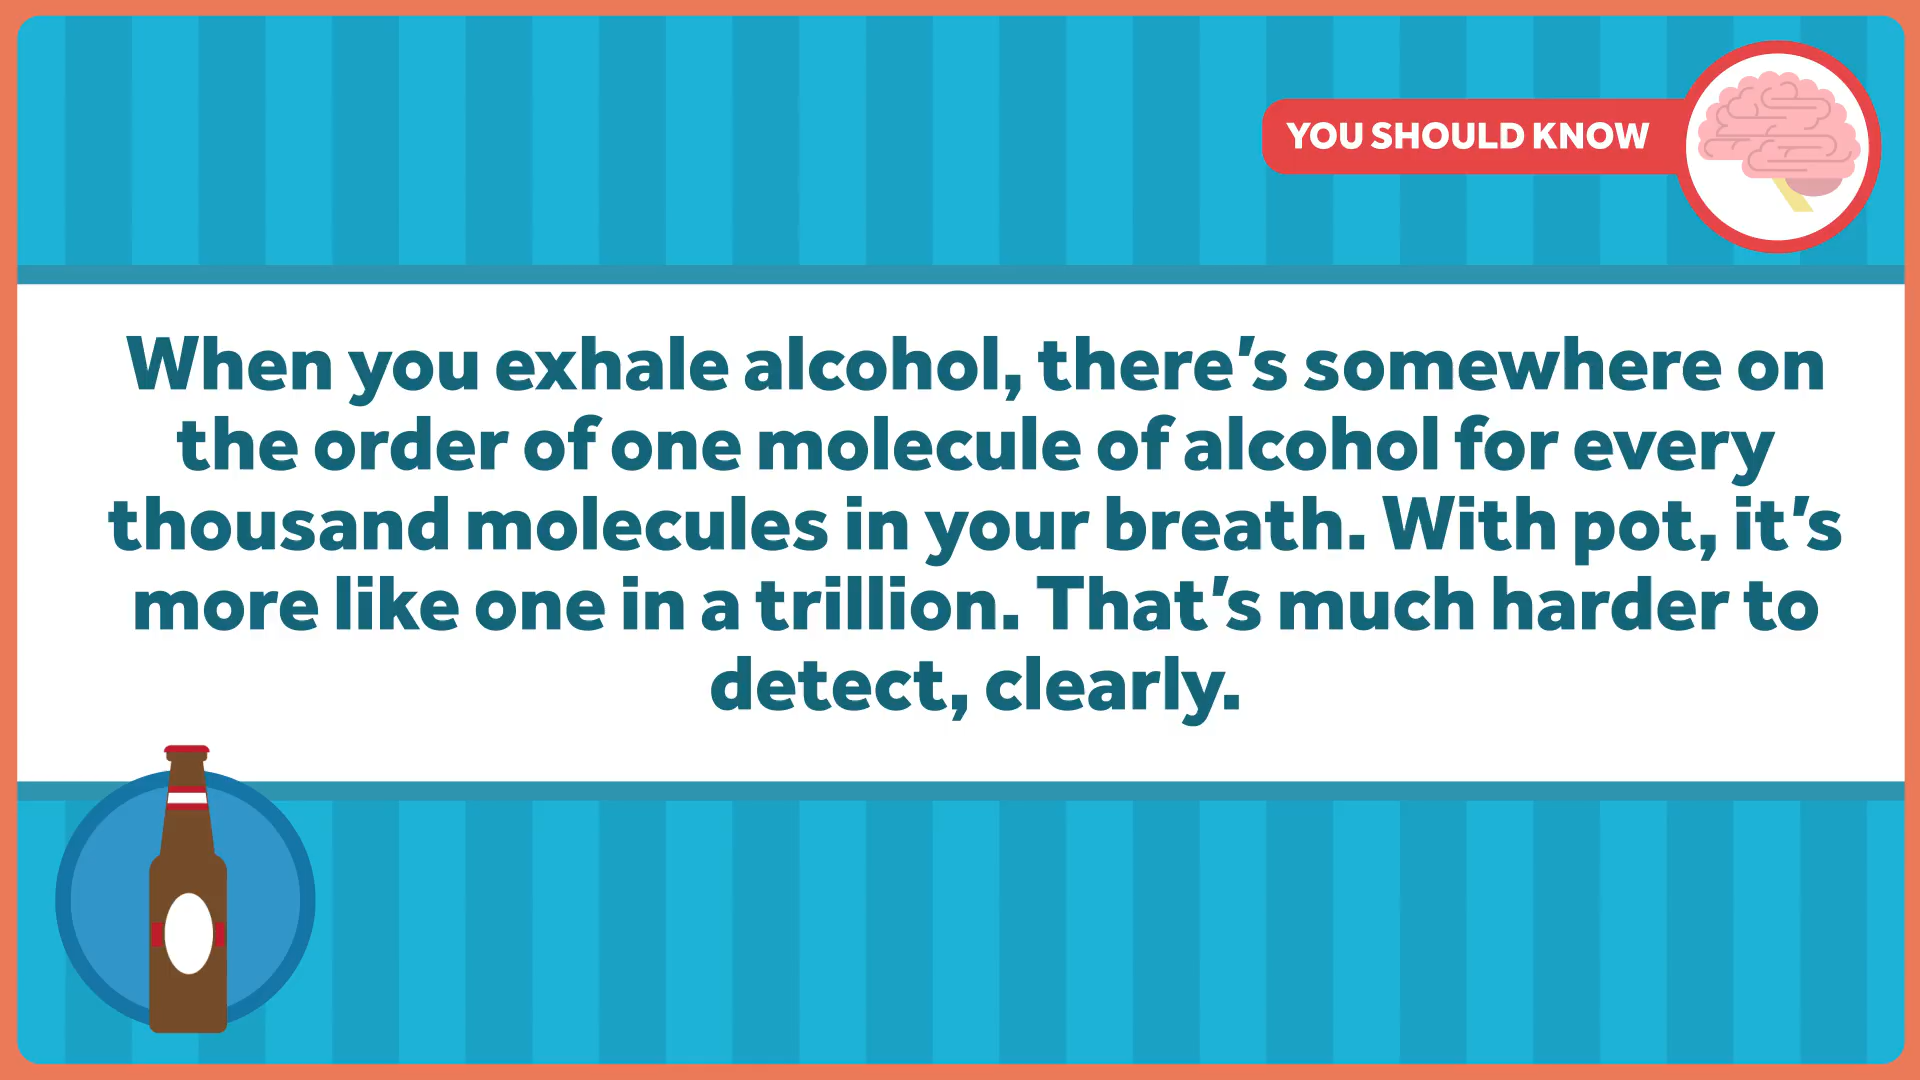 YOU SHOULD KNOW
When you exhale alcohol, there’s somewhere on
the order of one molecule of alcohol for every
thousand molecules in your breath. With pot, it’s
more like one in a trillion. That’s much harder to
detect, clearly.